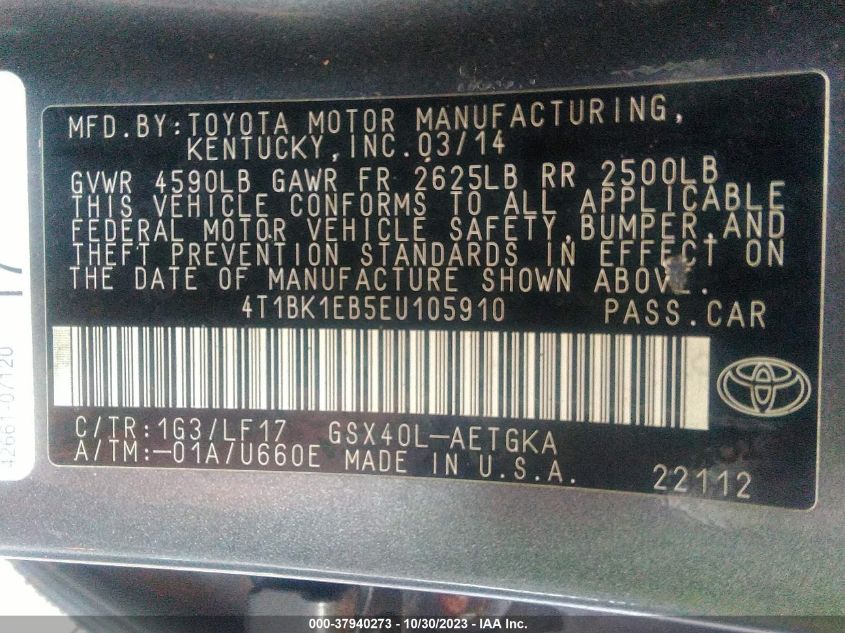 MFD.BY:TOYOTA MOTOR MANUFACTURING,
KENTUCKY,INC.03/14
GVWR 4590LB GAWR FR 2625LB RR 2500LB
THIS VEHICLE CONFORMS TO ALL APPLICABLE
FEDERAL MOTOR VEHICLE SAFETY,BUMPER,AND
THEFT PREVENTION STANDARDS IN EFFECT ON
THE DATE OF MANUFACTURE SHOWN ABOVE.
4T1BK1EB5EU105910 PASS.CAR
C/TR:1G3/LF17 GSX40L-AETGKA
A/TM:-01A/U660E MADE IN U.S.A.
22112
17
42661-07120
000-37940273 - 10/30/2023 - IAA Inc.